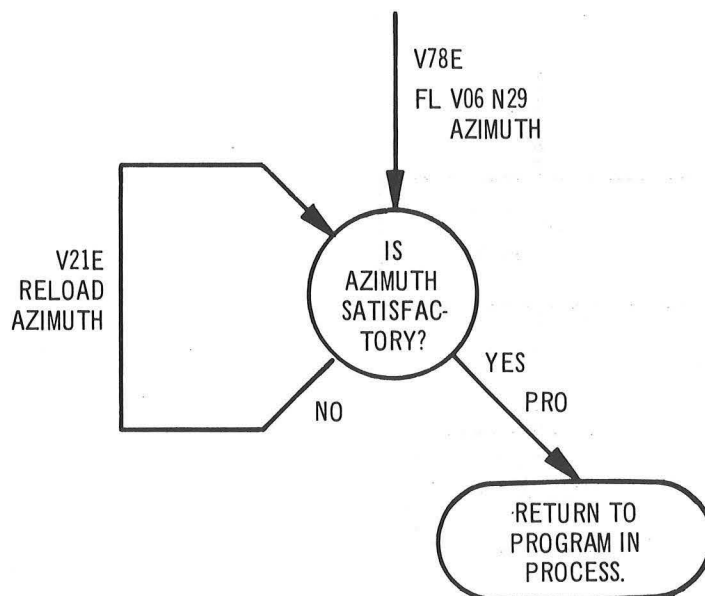 V78E
FL V06 N29
AZIMUTH
IS
AZIMUTH
SATISFAC-
TORY?
V21E
RELOAD
AZIMUTH
NO
YES
PRO
RETURN TO
PROGRAM IN
PROCESS.